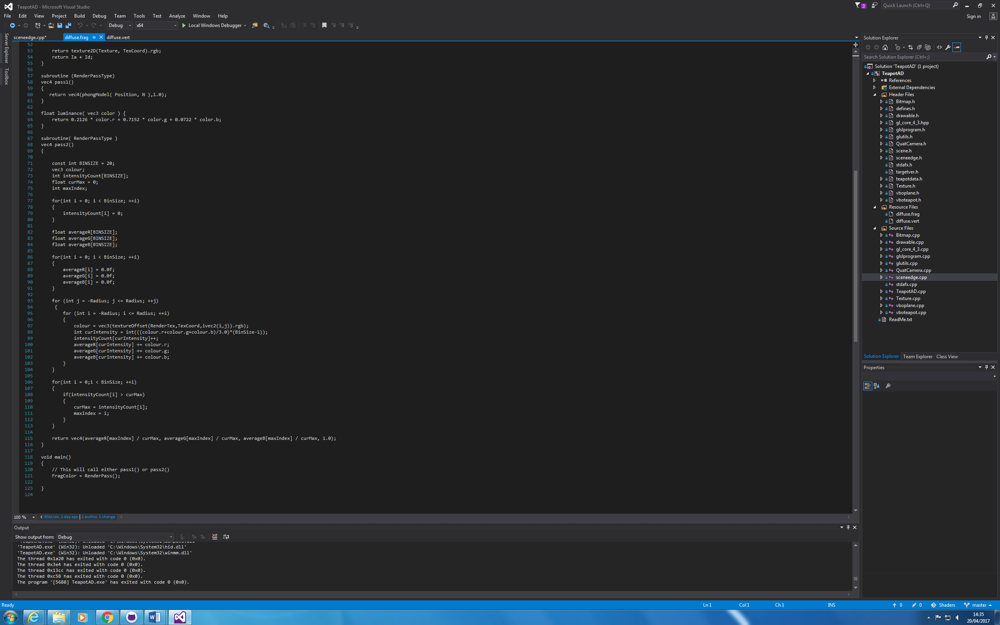 TeapotAD - Microsoft Visual Studio
3
Quick Launch (Ctrl+Q)
File Edit View Project Build Debug Team Tools Test Analyze Window Help
Sign in
Debug x64 Local Windows Debugger
Server Explorer
Toolbox
sceneedge.cpp* diffuse.frag diffuse.vert
52
53 return texture2D(Texture, TexCoord).rgb;
54 return Ia + Id;
55 }
56
57 subroutine (RenderPassType)
58 vec4 pass1()
59 {
60 return vec4(phongModel( Position, N ),1.0);
61 }
62
63 float luminance( vec3 color ) {
64 return 0.2126 * color.r + 0.7152 * color.g + 0.0722 * color.b;
65 }
66
67 subroutine( RenderPassType )
68 vec4 pass2()
69 {
70
71 const int BINSIZE = 20;
72 vec3 colour;
73 int intensityCount[BINSIZE];
74 float curMax = 0;
75 int maxIndex;
76
77 for(int i = 0; i < BinSize; ++i)
78 {
79 intensityCount[i] = 0;
80 }
81
82 float averageR[BINSIZE];
83 float averageG[BINSIZE];
84 float averageB[BINSIZE];
85
86 for(int i = 0; i < BinSize; ++i)
87 {
88 averageR[i] = 0.0f;
89 averageG[i] = 0.0f;
90 averageB[i] = 0.0f;
91 }
92
93 for (int j = -Radius; j <= Radius; ++j)
94 {
95 for (int i = -Radius; i <= Radius; ++i)
96 {
97 colour = vec3(textureOffset(RenderTex,TexCoord,ivec2(i,j)).rgb);
98 int curIntensity = int(((colour.r+colour.g+colour.b)/3.0)*(BinSize-1));
99 intensityCount[curIntensity]++;
100 averageR[curIntensity] += colour.r;
101 averageG[curIntensity] += colour.g;
102 averageB[curIntensity] += colour.b;
103 }
104 }
105
106 for(int i = 0;i < BinSize; ++i)
107 {
108 if(intensityCount[i] > curMax)
109 {
110 curMax = intensityCount[i];
111 maxIndex = i;
112 }
113 }
114
115 return vec4(averageR[maxIndex] / curMax, averageG[maxIndex] / curMax, averageB[maxIndex] / curMax, 1.0);
116 }
117
118 void main()
119 {
120 // This will call either pass1() or pass2()
121 FragColor = RenderPass();
122
123 }
124
100 % EllaLion, 1 day ago | 1 author, 1 change
Output
Show output from: Debug
'TeapotAD.exe' (Win32): Unloaded 'C:\Windows\System32\hid.dll'
'TeapotAD.exe' (Win32): Unloaded 'C:\Windows\System32\winmm.dll'
The thread 0x1a20 has exited with code 0 (0x0).
The thread 0x3e4 has exited with code 0 (0x0).
The thread 0x13cc has exited with code 0 (0x0).
The thread 0xc58 has exited with code 0 (0x0).
The program '[5688] TeapotAD.exe' has exited with code 0 (0x0).
Solution Explorer
Search Solution Explorer (Ctrl+;)
Solution 'TeapotAD' (1 project)
TeapotAD
References
External Dependencies
Header Files
Bitmap.h
defines.h
drawable.h
gl_core_4_3.hpp
glslprogram.h
glutils.h
QuatCamera.h
scene.h
sceneedge.h
stdafx.h
targetver.h
teapotdata.h
Texture.h
vboplane.h
vboteapot.h
Resource Files
diffuse.frag
diffuse.vert
Source Files
Bitmap.cpp
drawable.cpp
gl_core_4_3.cpp
glslprogram.cpp
glutils.cpp
QuatCamera.cpp
sceneedge.cpp
stdafx.cpp
TeapotAD.cpp
Texture.cpp
vboplane.cpp
vboteapot.cpp
ReadMe.txt
Solution Explorer Team Explorer Class View
Properties
Ready Ln 1 Col 1 Ch 1 INS 0 0 Shaders master
14:35
20/04/2017